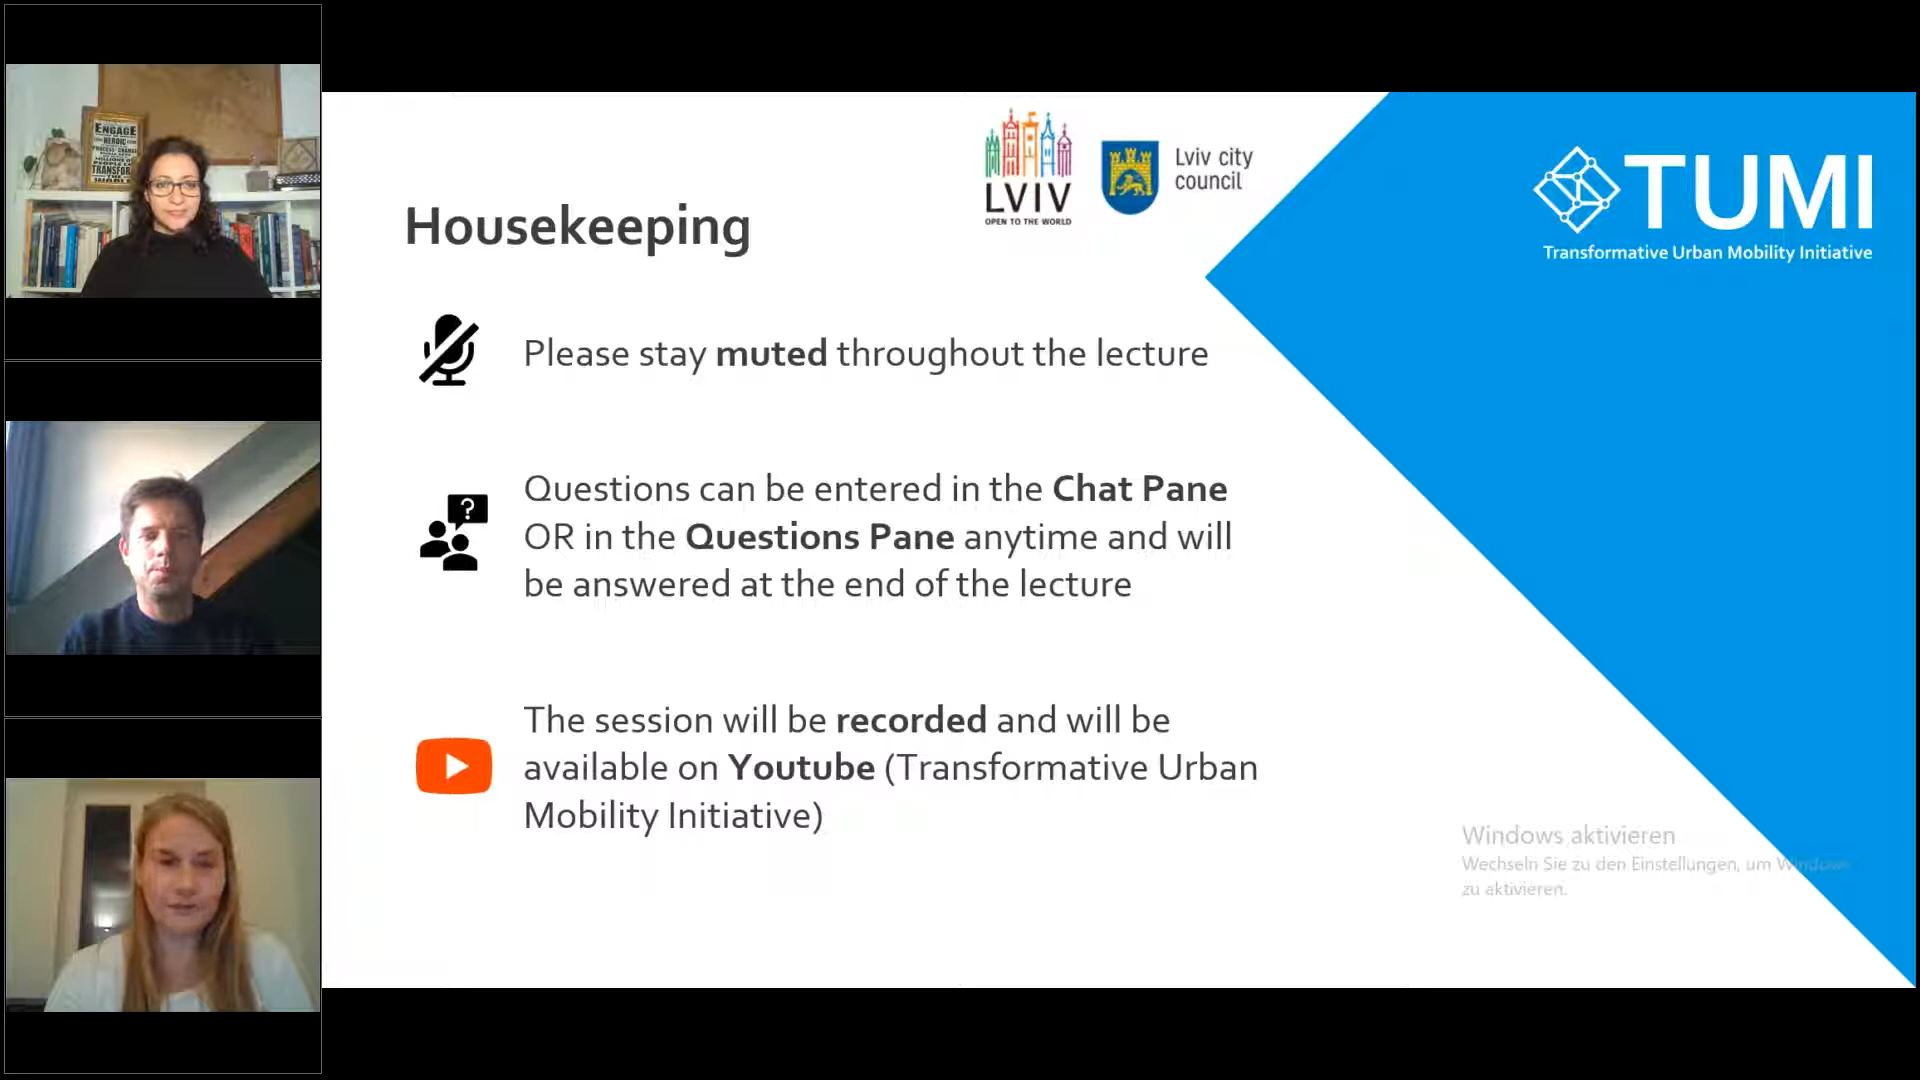 ENGAGE
HEROIC
TRANSFORM
LVIV
OPEN TO THE WORLD
Lviv city
council
TUMI
Transformative Urban Mobility Initiative
Housekeeping
Please stay muted throughout the lecture
?
Questions can be entered in the Chat Pane
OR in the Questions Pane anytime and will
be answered at the end of the lecture
The session will be recorded and will be
available on Youtube (Transformative Urban
Mobility Initiative)
Windows aktivieren
Wechseln Sie zu den Einstellungen, um Windows
zu aktivieren.